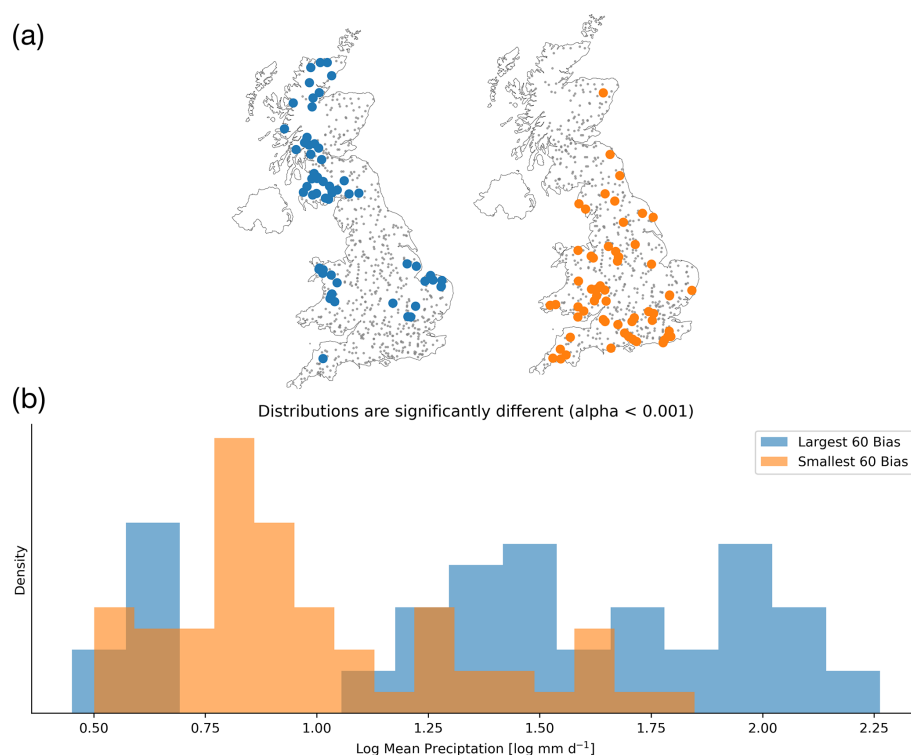 (a)
(b)
Distributions are significantly different (alpha < 0.001)
Largest 60 Bias
Smallest 60 Bias
Density
0.50 0.75 1.00 1.25 1.50 1.75 2.00 2.25
Log Mean Preciptation [log mm d⁻¹]